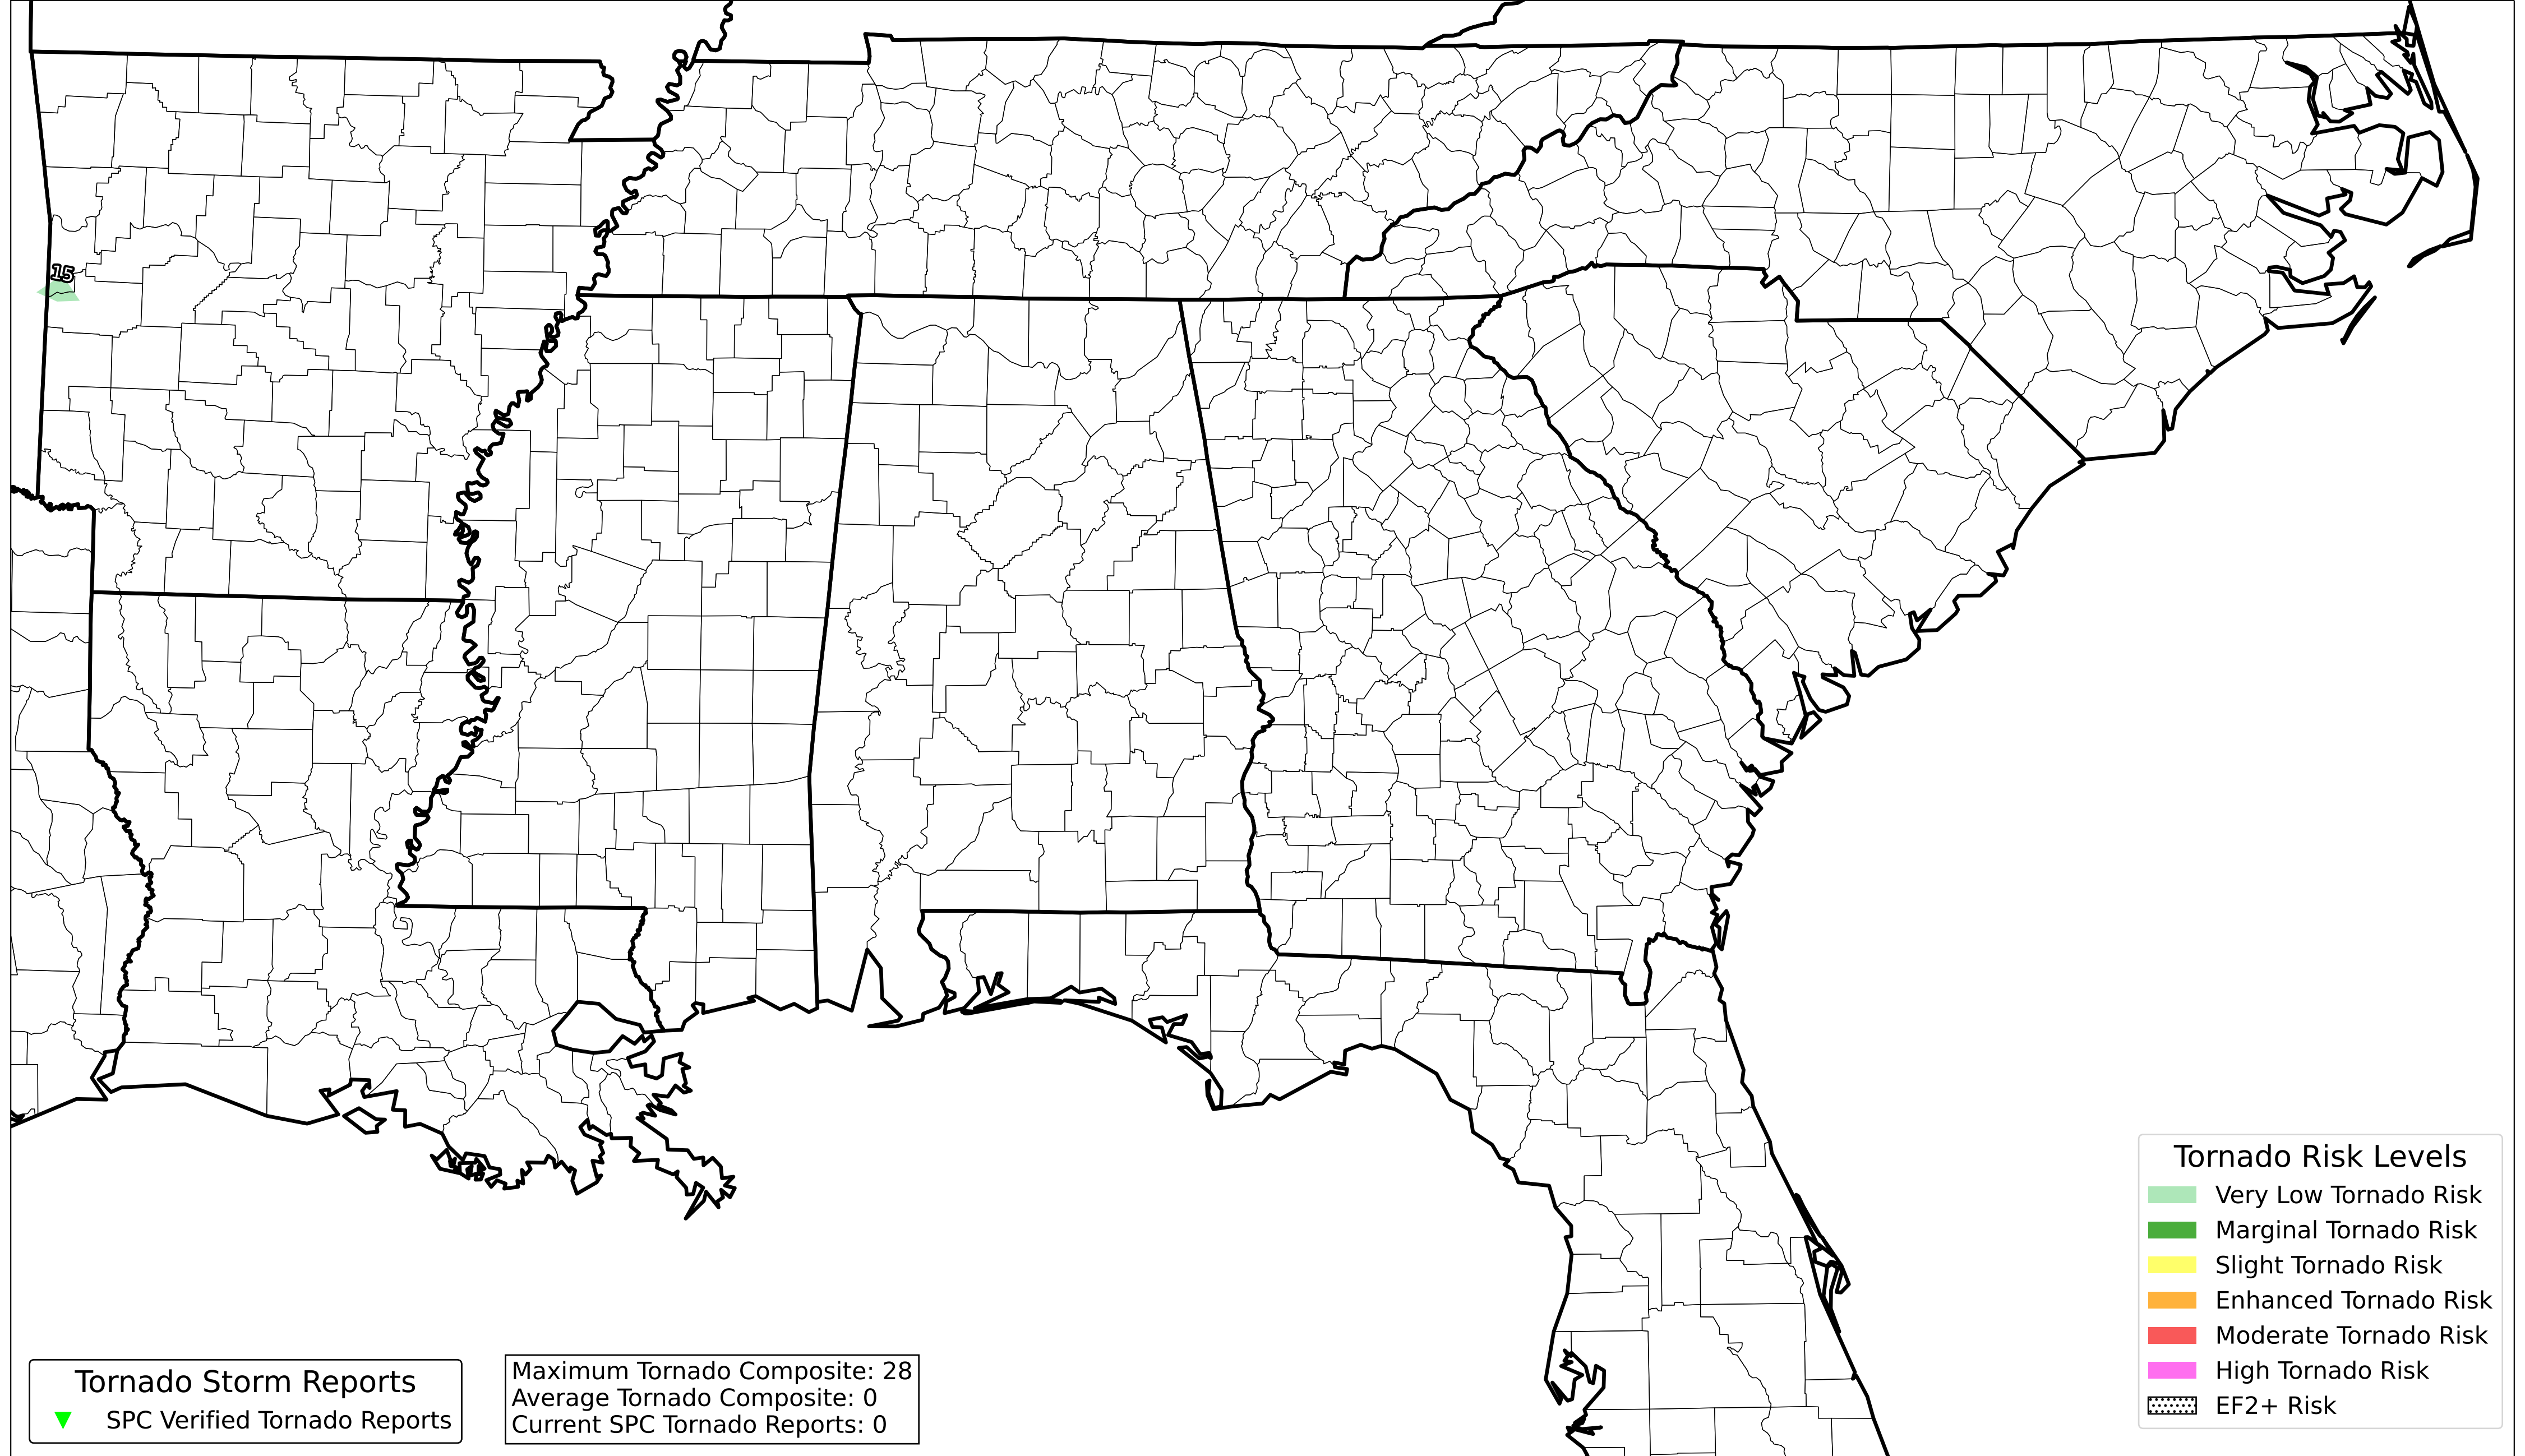 15
Tornado Risk Levels
Very Low Tornado Risk
Marginal Tornado Risk
Slight Tornado Risk
Enhanced Tornado Risk
Moderate Tornado Risk
High Tornado Risk
EF2+ Risk
Tornado Storm Reports
SPC Verified Tornado Reports
Maximum Tornado Composite: 28
Average Tornado Composite: 0
Current SPC Tornado Reports: 0